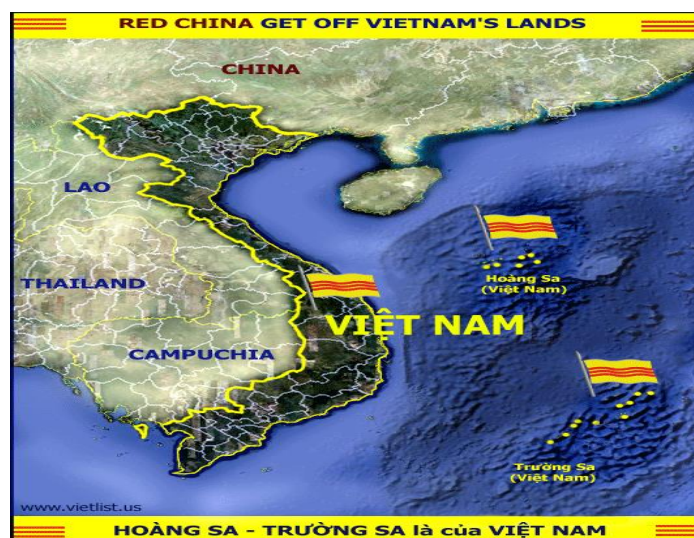 RED CHINA GET OFF VIETNAM'S LANDS
CHINA
LAO
THAILAND
Hoàng Sa
(Việt Nam)
VIỆT NAM
CAMPUCHIA
Trường Sa
(Việt Nam)
www.vietlist.us
HOÀNG SA - TRƯỜNG SA là của VIỆT NAM